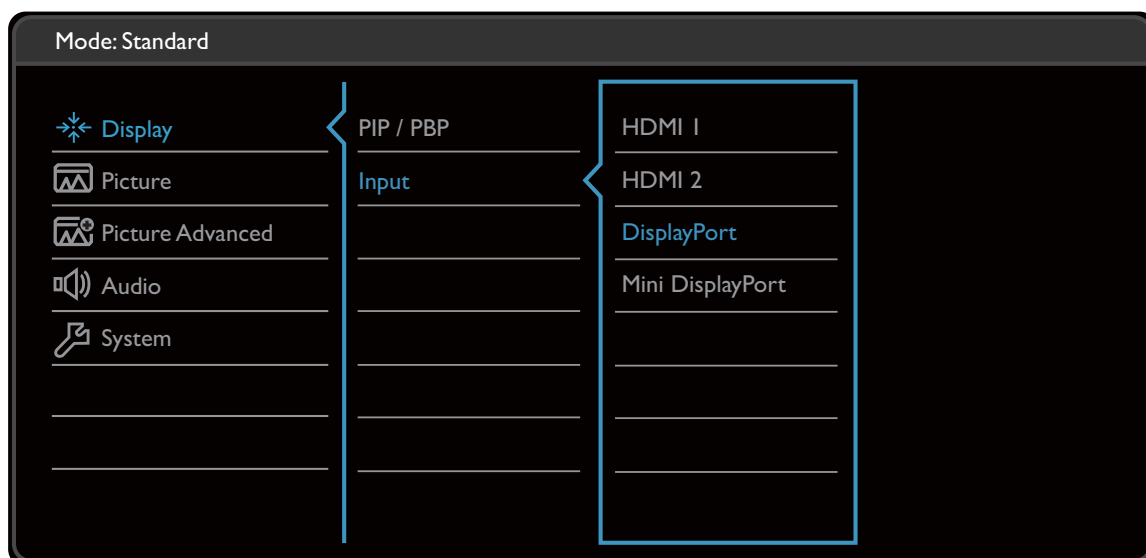 Mode: Standard
Display
Picture
Picture Advanced
Audio
System
PIP / PBP
Input
HDMI 1
HDMI 2
DisplayPort
Mini DisplayPort